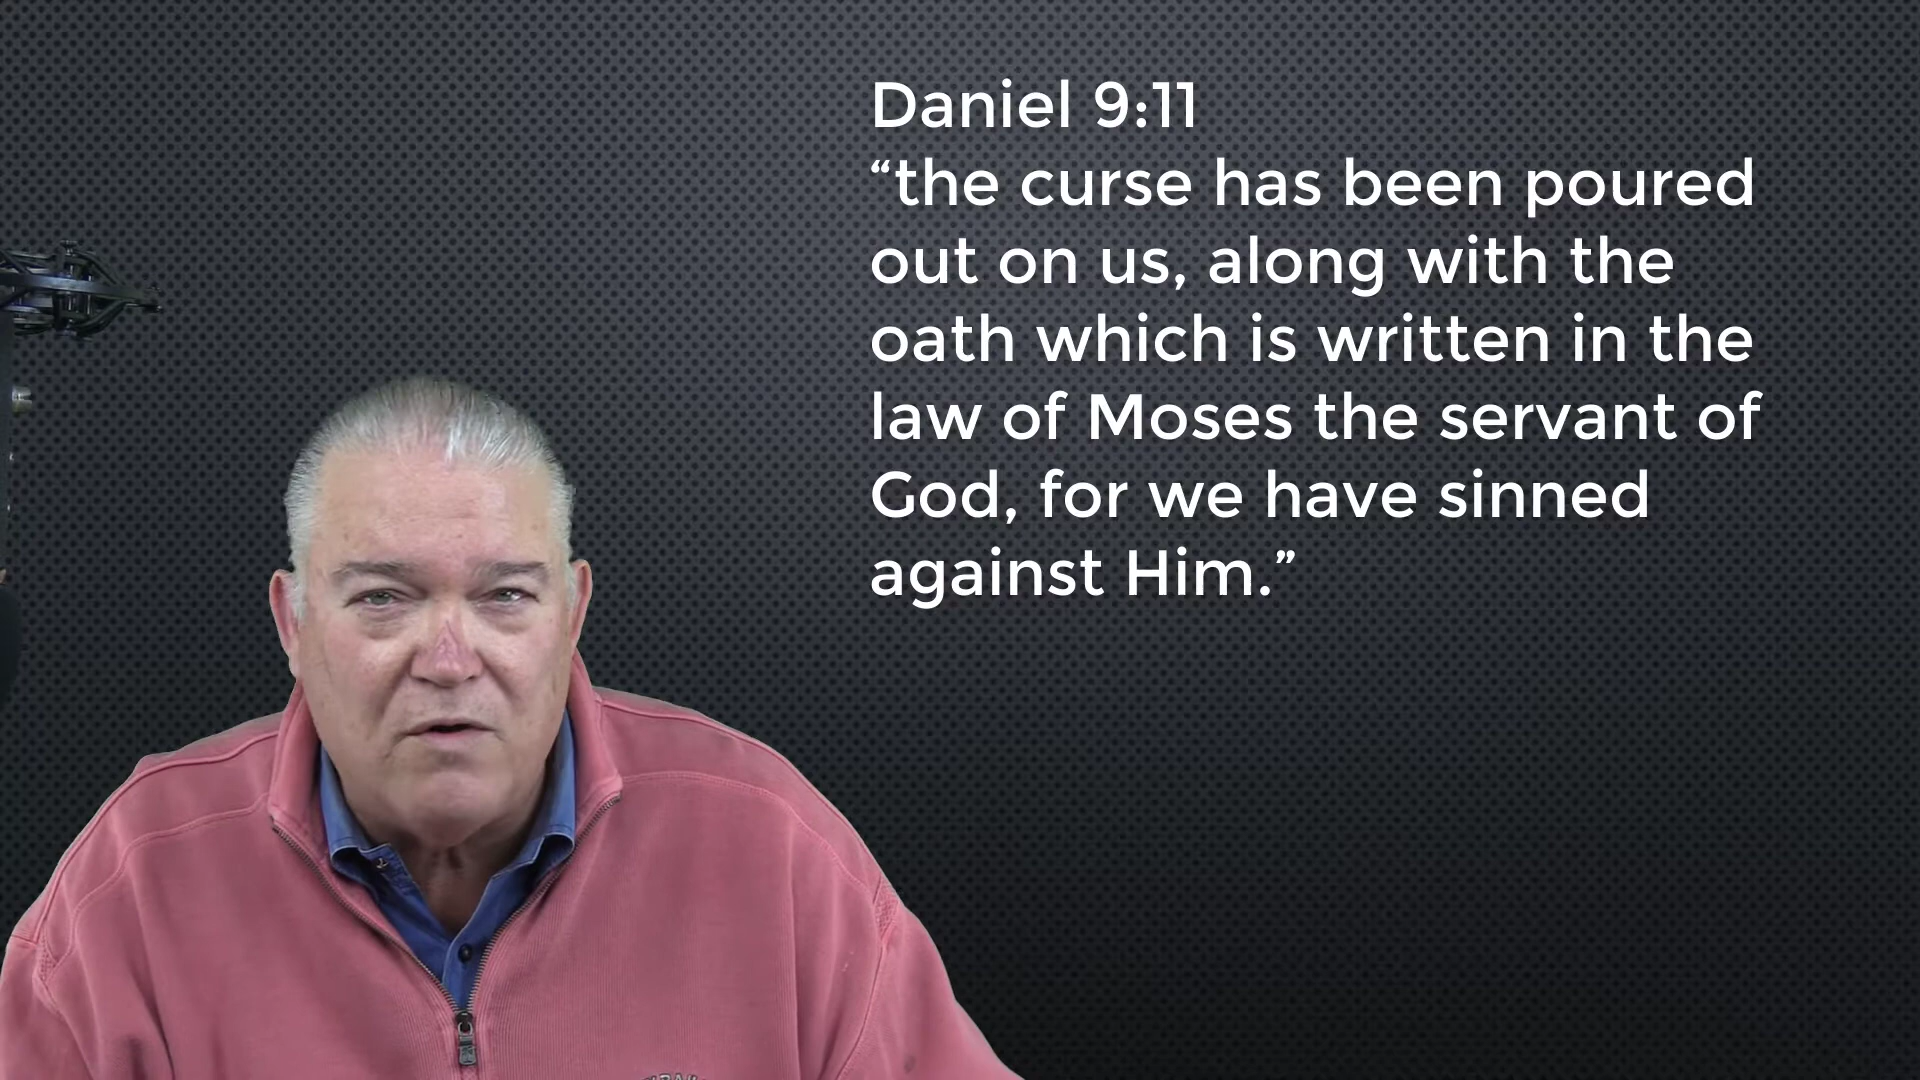 Daniel 9:11
“the curse has been poured
out on us, along with the
oath which is written in the
law of Moses the servant of
God, for we have sinned
against Him.”